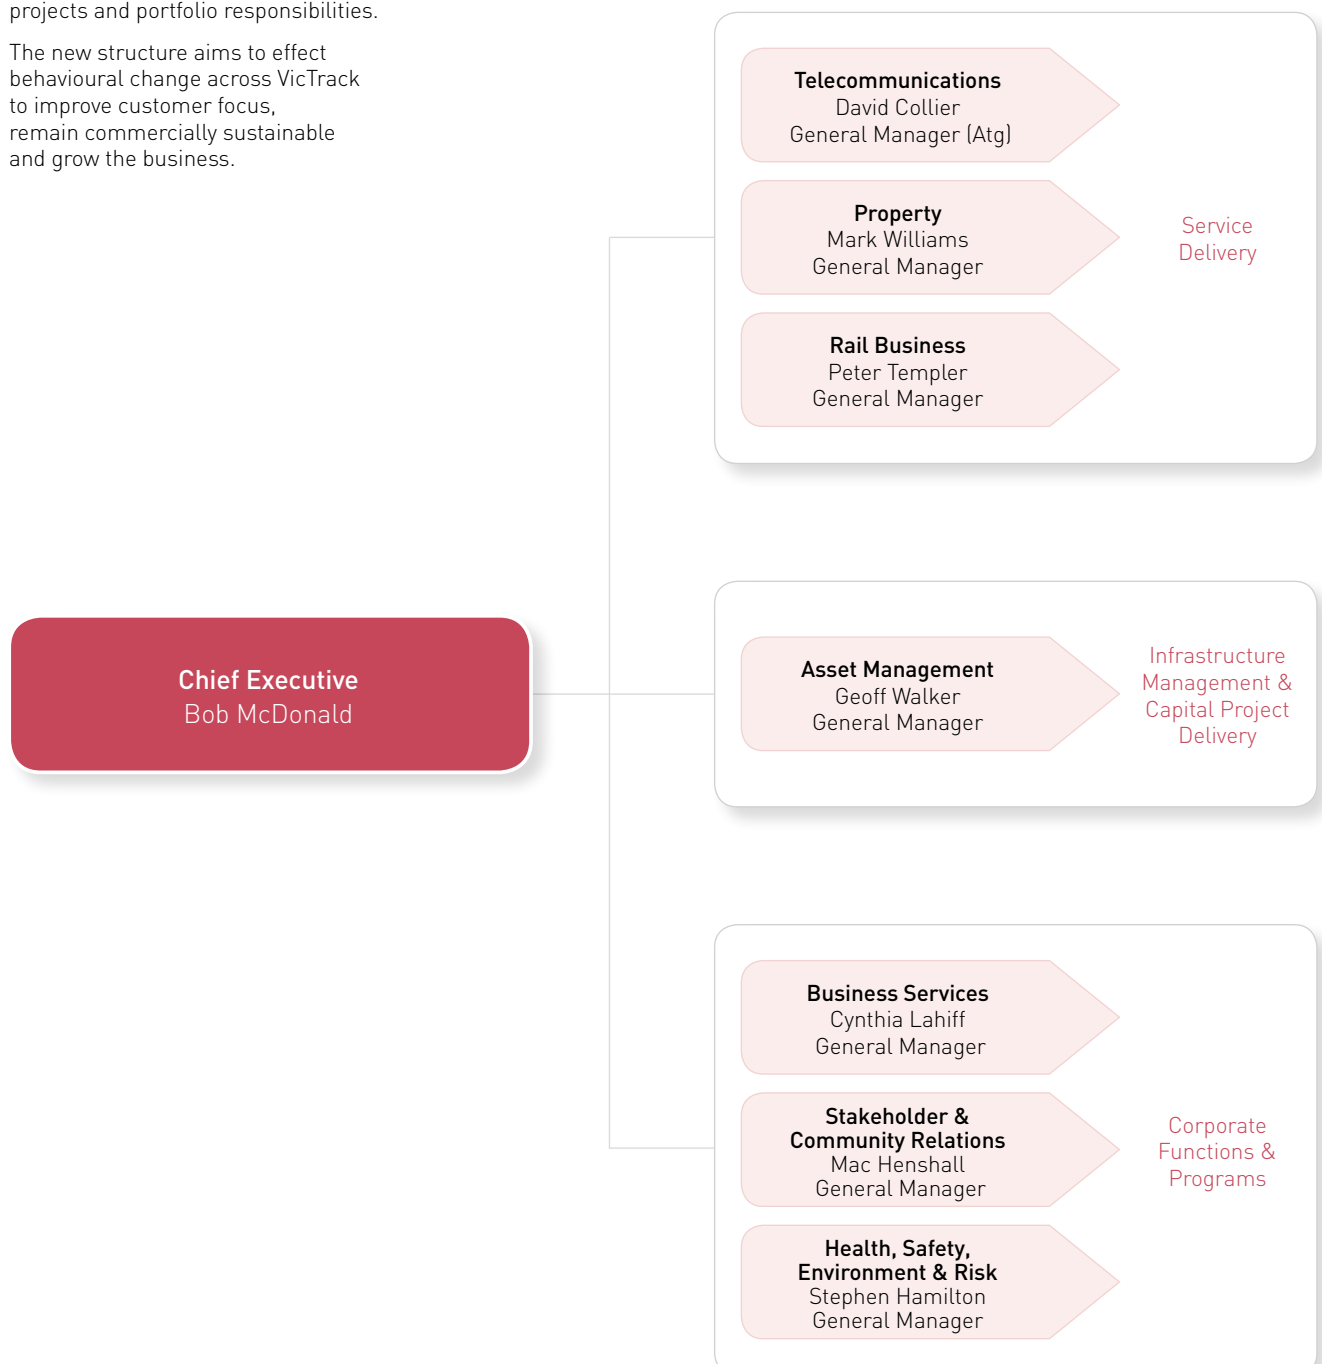 projects and portfolio responsibilities.
The new structure aims to effect
behavioural change across VicTrack
to improve customer focus,
remain commercially sustainable
and grow the business.
Telecommunications
David Collier
General Manager (Atg)
Property
Mark Williams
General Manager
Rail Business
Peter Templer
General Manager
Service
Delivery
Chief Executive
Bob McDonald
Asset Management
Geoff Walker
General Manager
Infrastructure
Management &
Capital Project
Delivery
Business Services
Cynthia Lahiff
General Manager
Stakeholder &
Community Relations
Mac Henshall
General Manager
Health, Safety,
Environment & Risk
Stephen Hamilton
General Manager
Corporate
Functions &
Programs